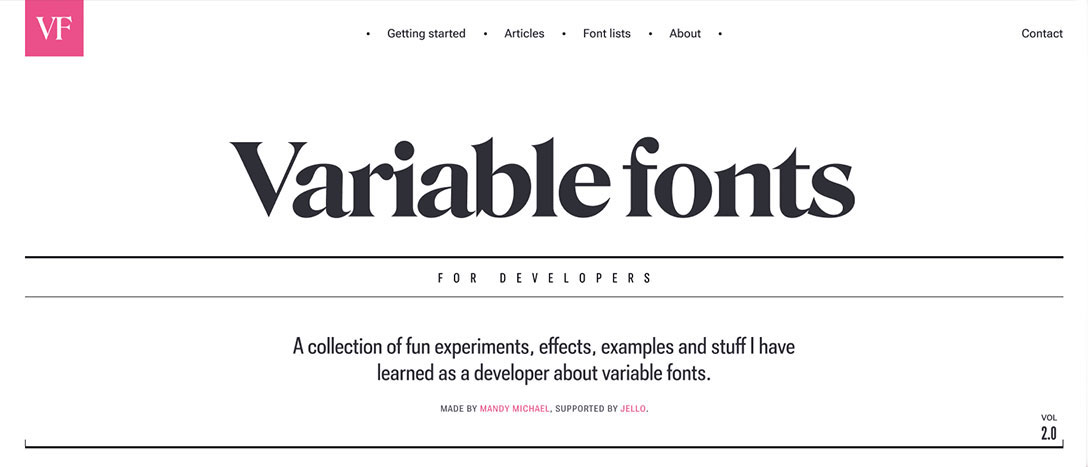 VF
• Getting started • Articles • Font lists • About •
Contact
Variable fonts
FOR DEVELOPERS
A collection of fun experiments, effects, examples and stuff I have
learned as a developer about variable fonts.
MADE BY MANDY MICHAEL, SUPPORTED BY JELLO.
VOL
2.0